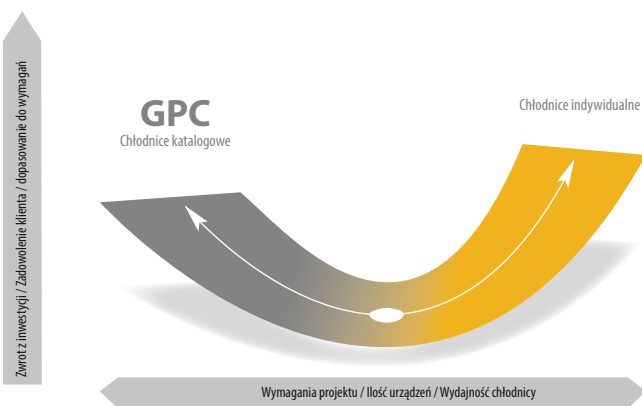 Zwrot z inwestycji / Zadowolenie klienta / dopasowanie do wymagań
GPC
Chłodnice katalogowe
Chłodnice indywidualne
Wymagania projektu / Ilość urządzeń / Wydajność chłodnicy